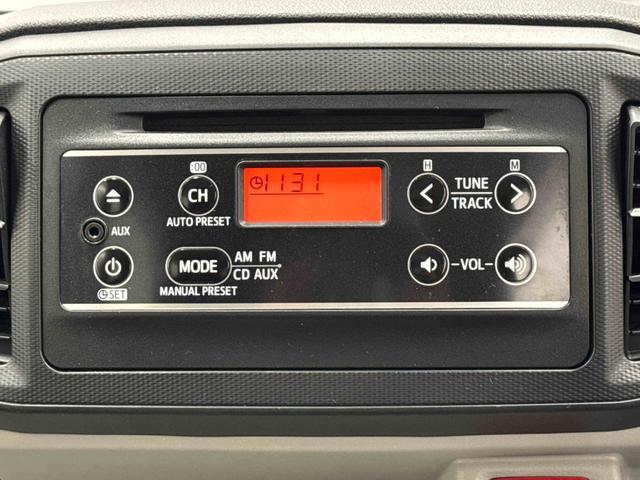 :00
H
M
CH
1131
TUNE
TRACK
AUTO PRESET
AUX
MODE
AM FM
CD AUX
VOL
SET
MANUAL PRESET